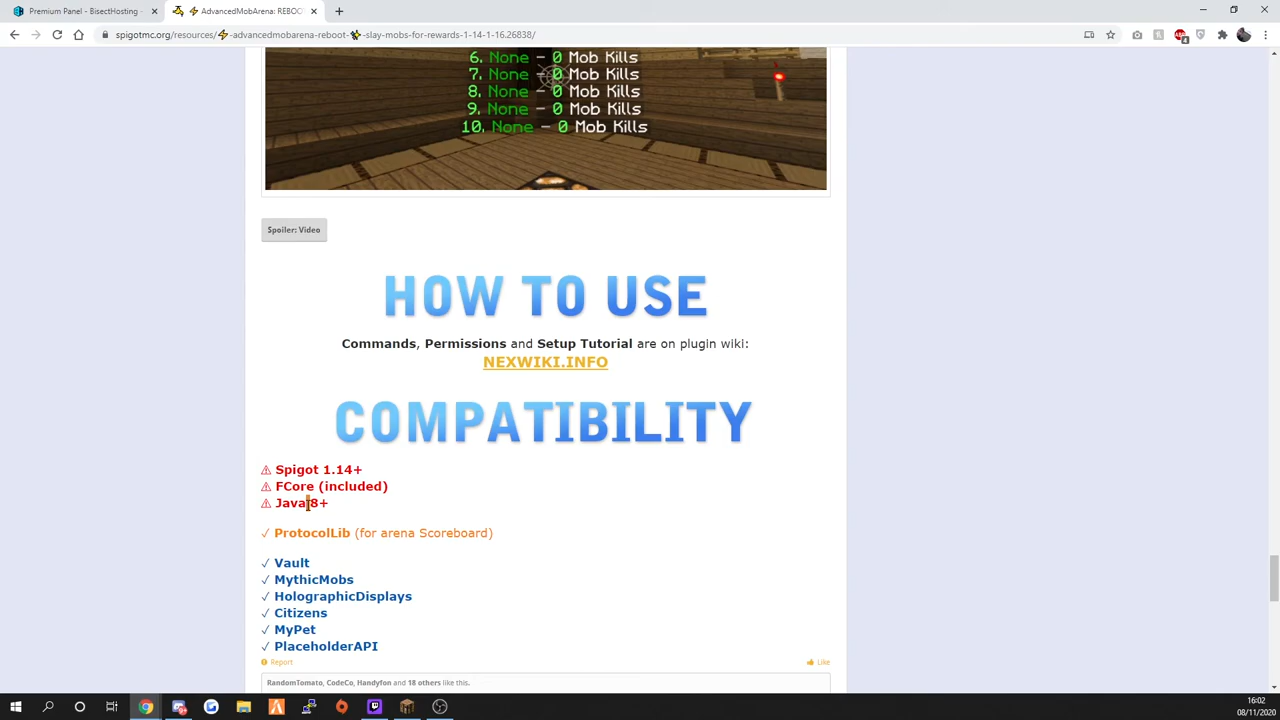 Premium Panel - BisectHosting -
AdvancedMobArena: REBOOT
spigotmc.org/resources/⚡-advancedmobarena-reboot-✨-slay-mobs-for-rewards-1-14-1-16.26838/
6. None - 0 Mob Kills
7. None - 0 Mob Kills
8. None - 0 Mob Kills
9. None - 0 Mob Kills
10. None - 0 Mob Kills
Spoiler: Video
HOW TO USE
Commands, Permissions and Setup Tutorial are on plugin wiki:
NEXWIKI.INFO
COMPATIBILITY
⚠ Spigot 1.14+
⚠ FCore (included)
⚠ Java 8+
✓ ProtocolLib (for arena Scoreboard)
✓ Vault
✓ MythicMobs
✓ HolographicDisplays
✓ Citizens
✓ MyPet
✓ PlaceholderAPI
Report
Like
RandomTomato, CodeCo, Handyfon and 18 others like this.
16:02
08/11/2020